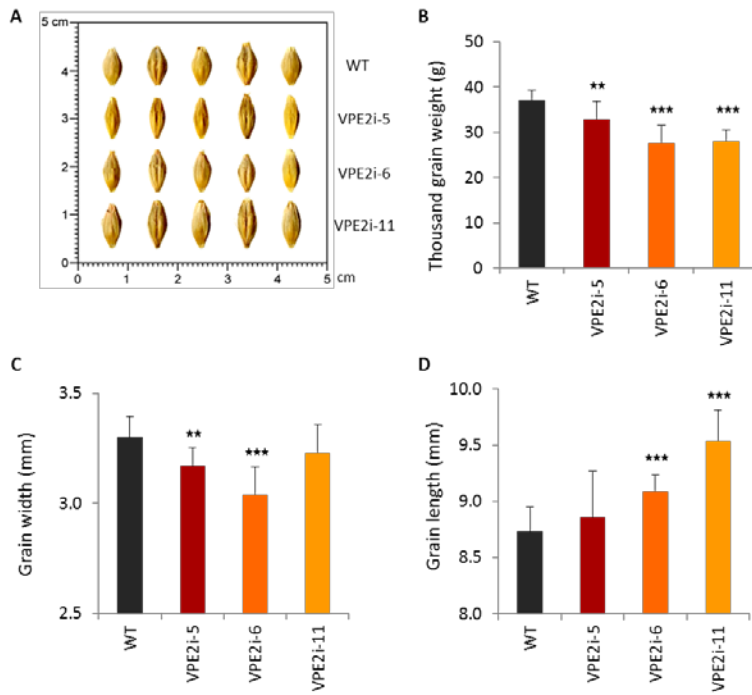 A
5 cm
4
3
2
1
0
WT
VPE2i-5
VPE2i-6
VPE2i-11
0 1 2 3 4 5 cm
B
Thousand grain weight (g)
50
40
30
20
10
0
★★
★★★
★★★
WT
VPE2i-5
VPE2i-6
VPE2i-11
C
Grain width (mm)
3.5
3.0
2.5
★★
★★★
WT
VPE2i-5
VPE2i-6
VPE2i-11
D
Grain length (mm)
10.0
9.5
9.0
8.5
8.0
★★★
★★★
WT
VPE2i-5
VPE2i-6
VPE2i-11